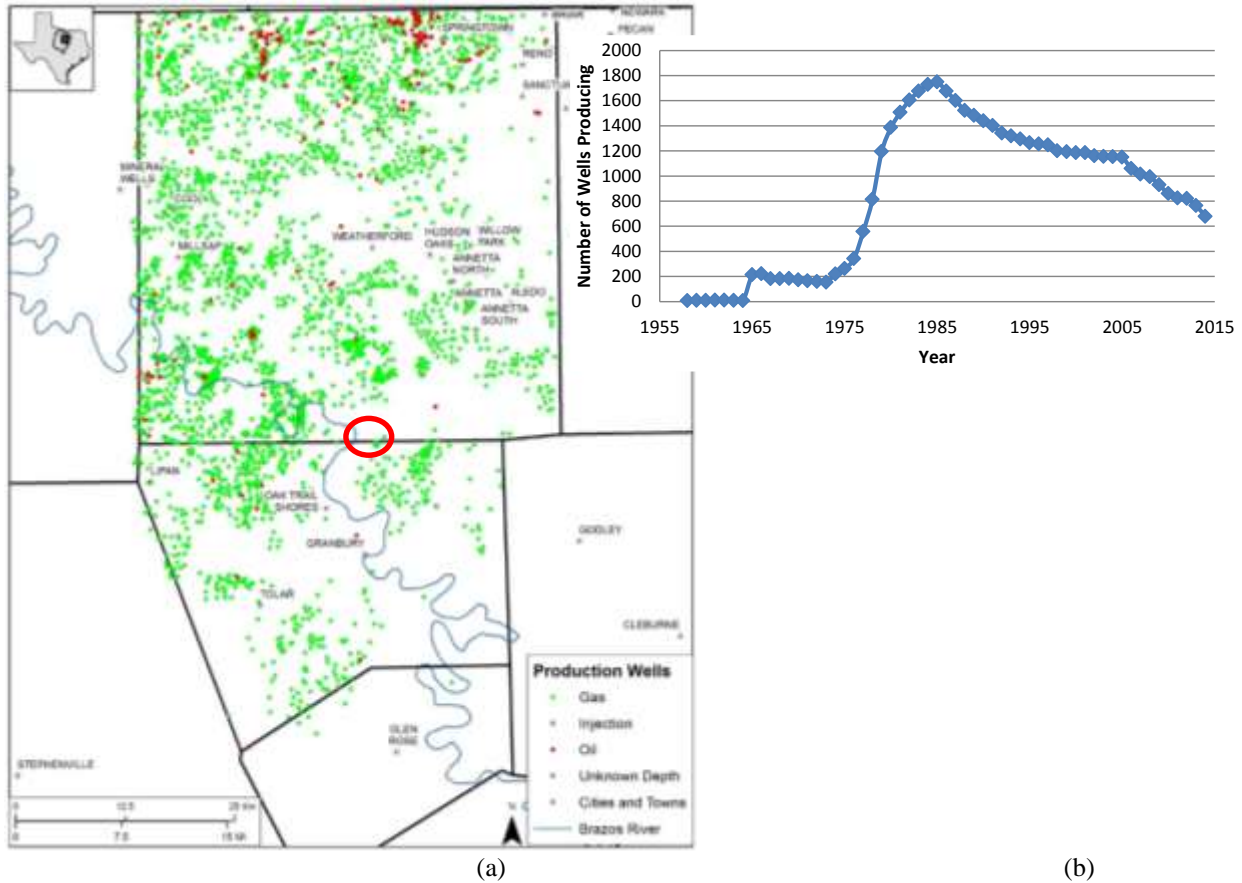 SPRINGTOWN
NEWARK
PECAN
RENO
MINERAL
WELLS
COOL
MILLSAP
WEATHERFORD
HUDSON
OAKS
WILLOW
PARK
ANNETTA
NORTH
ANNETTA
ALEDO
ANNETTA
SOUTH
LIPAN
OAK TRAIL
SHORES
GRANBURY
GODLEY
TOLAR
CLEBURNE
GLEN
ROSE
STEPHENVILLE
0 12.5 25 Km
0 7.5 15 Mi
N
Production Wells
Gas
Injection
Oil
Unknown Depth
Cities and Towns
Brazos River
(a)
Number of Wells Producing
2000
1800
1600
1400
1200
1000
800
600
400
200
0
1955 1965 1975 1985 1995 2005 2015
Year
(b)